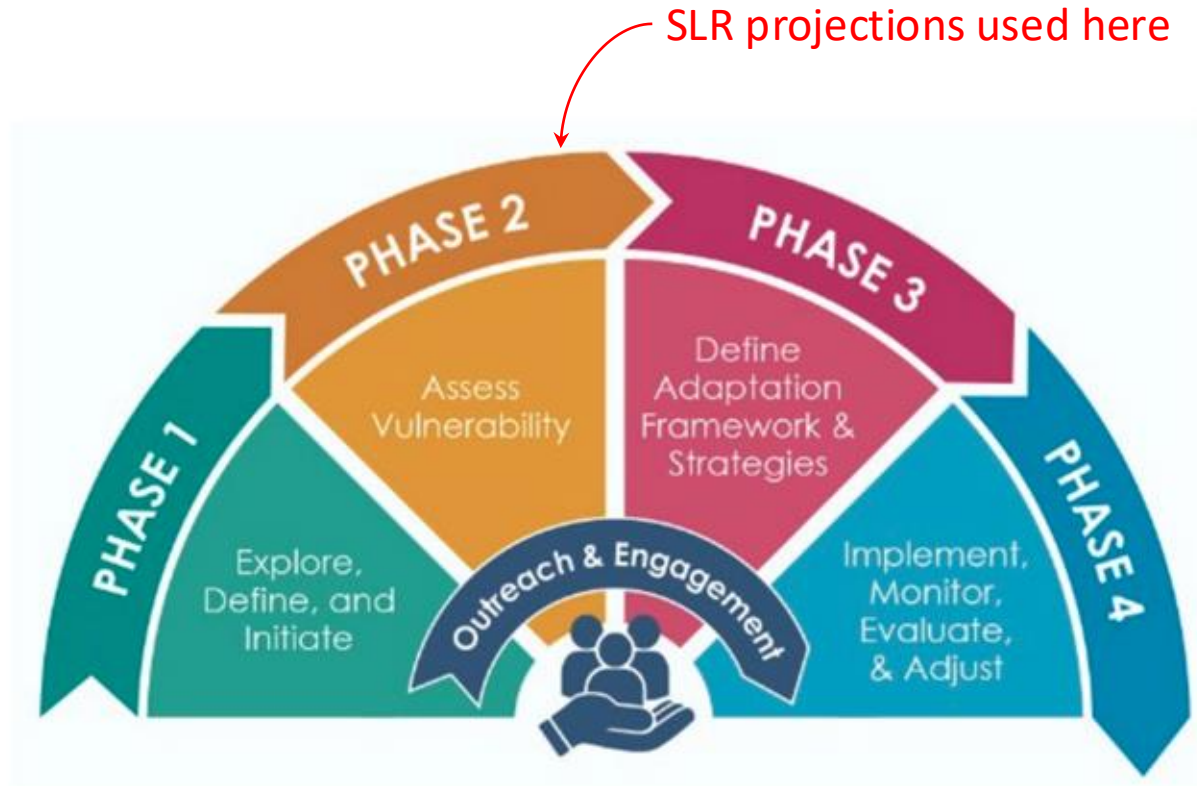 SLR projections used here
PHASE 1
Explore,
Define, and
Initiate
PHASE 2
Assess
Vulnerability
PHASE 3
Define
Adaptation
Framework &
Strategies
PHASE 4
Implement,
Monitor,
Evaluate,
& Adjust
Outreach & Engagement